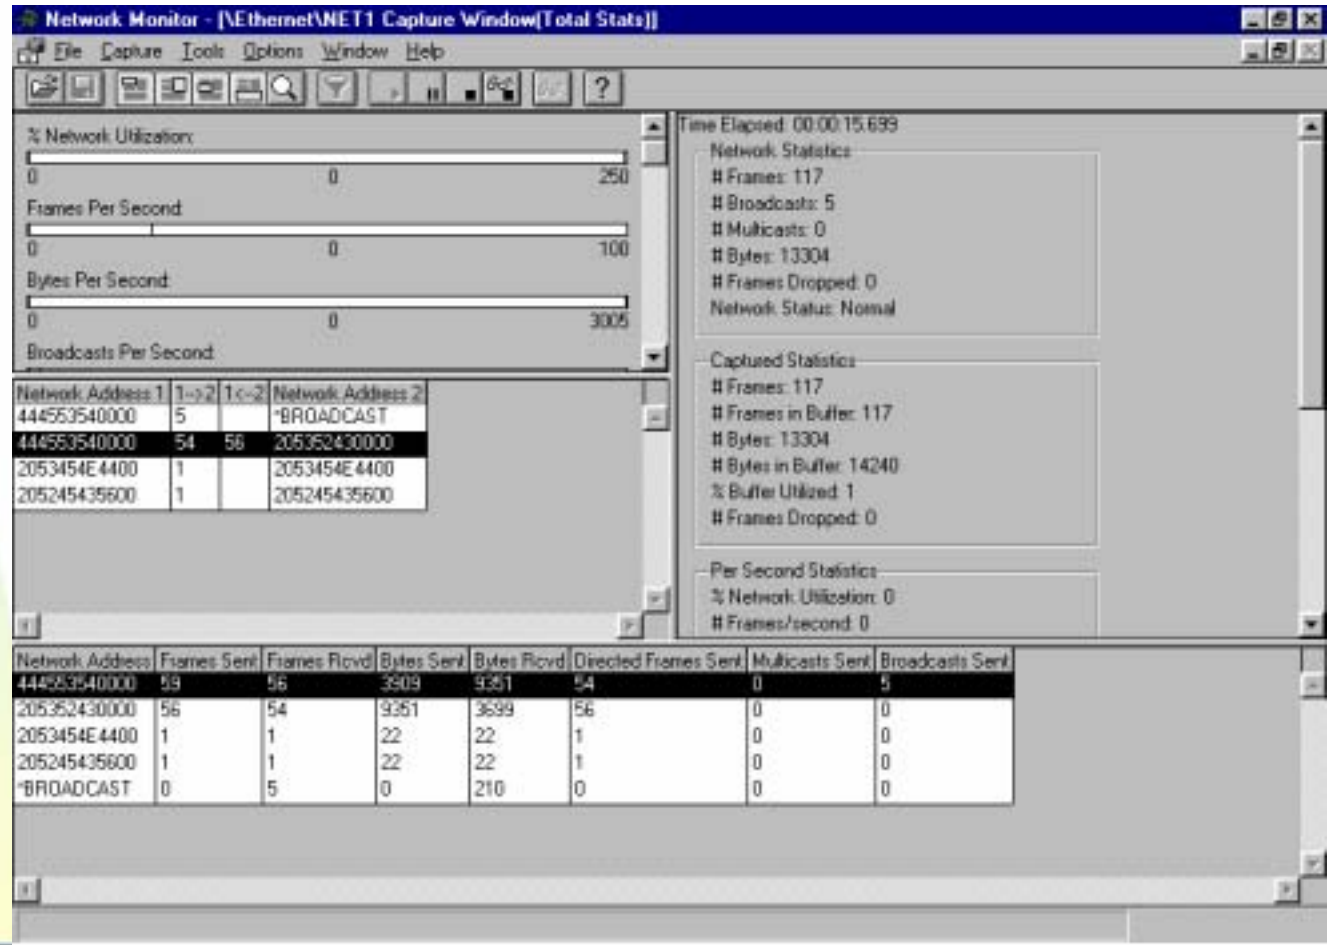 Network Monitor - [\Ethernet\NET1 Capture Window(Total Stats)]
File Capture Tools Options Window Help
% Network Utilization:
0 0 250
Frames Per Second:
0 0 100
Bytes Per Second:
0 0 3005
Broadcasts Per Second:
Time Elapsed: 00:00:15.699
Network Statistics
# Frames: 117
# Broadcasts: 5
# Multicasts: 0
# Bytes: 13304
# Frames Dropped: 0
Network Status: Normal
Captured Statistics
# Frames: 117
# Frames in Buffer: 117
# Bytes: 13304
# Bytes in Buffer: 14240
% Buffer Utilized: 1
# Frames Dropped: 0
Per Second Statistics
% Network Utilization: 0
# Frames/second: 0
Network Address 1 1->2 1<-2 Network Address 2
444553540000 5 *BROADCAST
444553540000 54 56 205352430000
2053454E4400 1 2053454E4400
205245435600 1 205245435600
Network Address Frames Sent Frames Rcvd Bytes Sent Bytes Rcvd Directed Frames Sent Multicasts Sent Broadcasts Sent
444553540000 59 56 3909 9351 54 0 5
205352430000 56 54 9351 3699 56 0 0
2053454E4400 1 1 22 22 1 0 0
205245435600 1 1 22 22 1 0 0
*BROADCAST 0 5 0 210 0 0 0